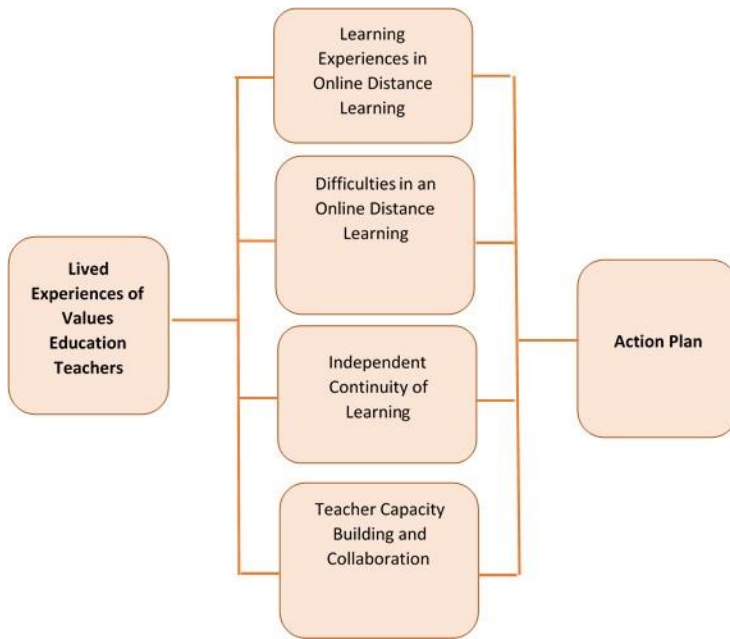 Lived
Experiences of
Values
Education
Teachers
Learning
Experiences in
Online Distance
Learning
Difficulties in an
Online Distance
Learning
Independent
Continuity of
Learning
Teacher Capacity
Building and
Collaboration
Action Plan